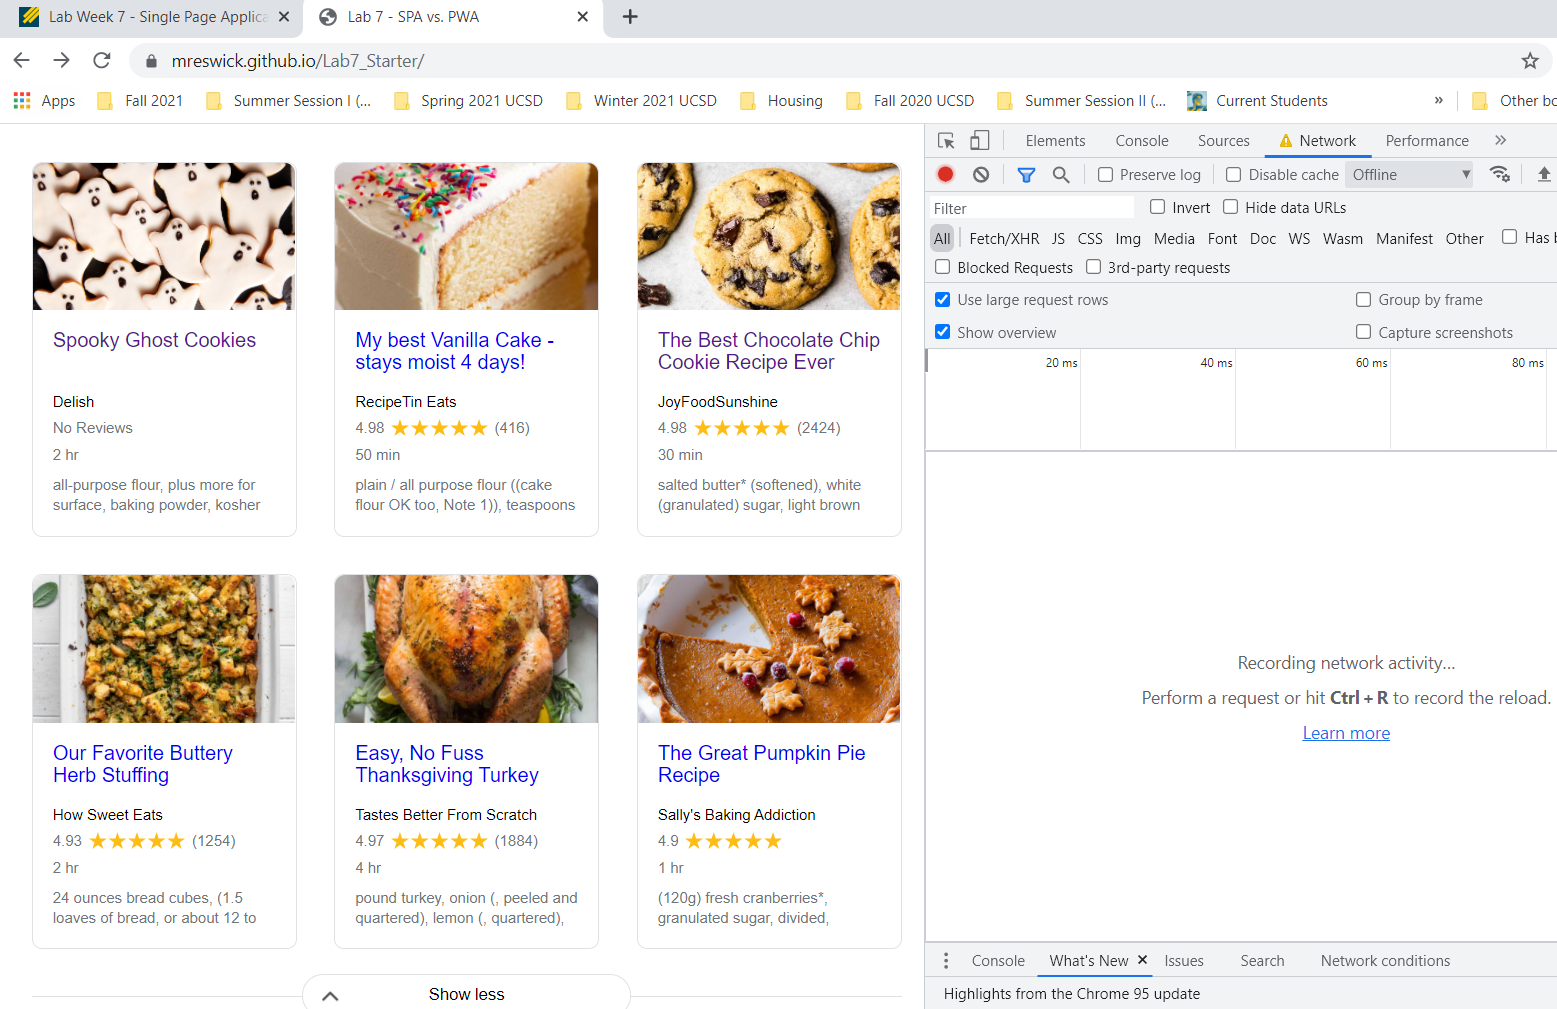 Lab Week 7 - Single Page Applica
Lab 7 - SPA vs. PWA
mreswick.github.io/Lab7_Starter/
Apps
Fall 2021
Summer Session I (...
Spring 2021 UCSD
Winter 2021 UCSD
Housing
Fall 2020 UCSD
Summer Session II (...
Current Students
»
Other bo
Spooky Ghost Cookies
Delish
No Reviews
2 hr
all-purpose flour, plus more for
surface, baking powder, kosher
My best Vanilla Cake -
stays moist 4 days!
RecipeTin Eats
4.98 ★★★★★ (416)
50 min
plain / all purpose flour ((cake
flour OK too, Note 1)), teaspoons
The Best Chocolate Chip
Cookie Recipe Ever
JoyFoodSunshine
4.98 ★★★★★ (2424)
30 min
salted butter* (softened), white
(granulated) sugar, light brown
Our Favorite Buttery
Herb Stuffing
How Sweet Eats
4.93 ★★★★★ (1254)
2 hr
24 ounces bread cubes, (1.5
loaves of bread, or about 12 to
Easy, No Fuss
Thanksgiving Turkey
Tastes Better From Scratch
4.97 ★★★★★ (1884)
4 hr
pound turkey, onion (, peeled and
quartered), lemon (, quartered),
The Great Pumpkin Pie
Recipe
Sally's Baking Addiction
4.9 ★★★★★
1 hr
(120g) fresh cranberries*,
granulated sugar, divided,
Show less
Elements
Console
Sources
Network
Performance
»
Preserve log
Disable cache
Offline
Filter
Invert
Hide data URLs
All
Fetch/XHR
JS
CSS
Img
Media
Font
Doc
WS
Wasm
Manifest
Other
Has b
Blocked Requests
3rd-party requests
Use large request rows
Group by frame
Show overview
Capture screenshots
20 ms
40 ms
60 ms
80 ms
Recording network activity...
Perform a request or hit Ctrl + R to record the reload.
Learn more
Console
What's New
Issues
Search
Network conditions
Highlights from the Chrome 95 update